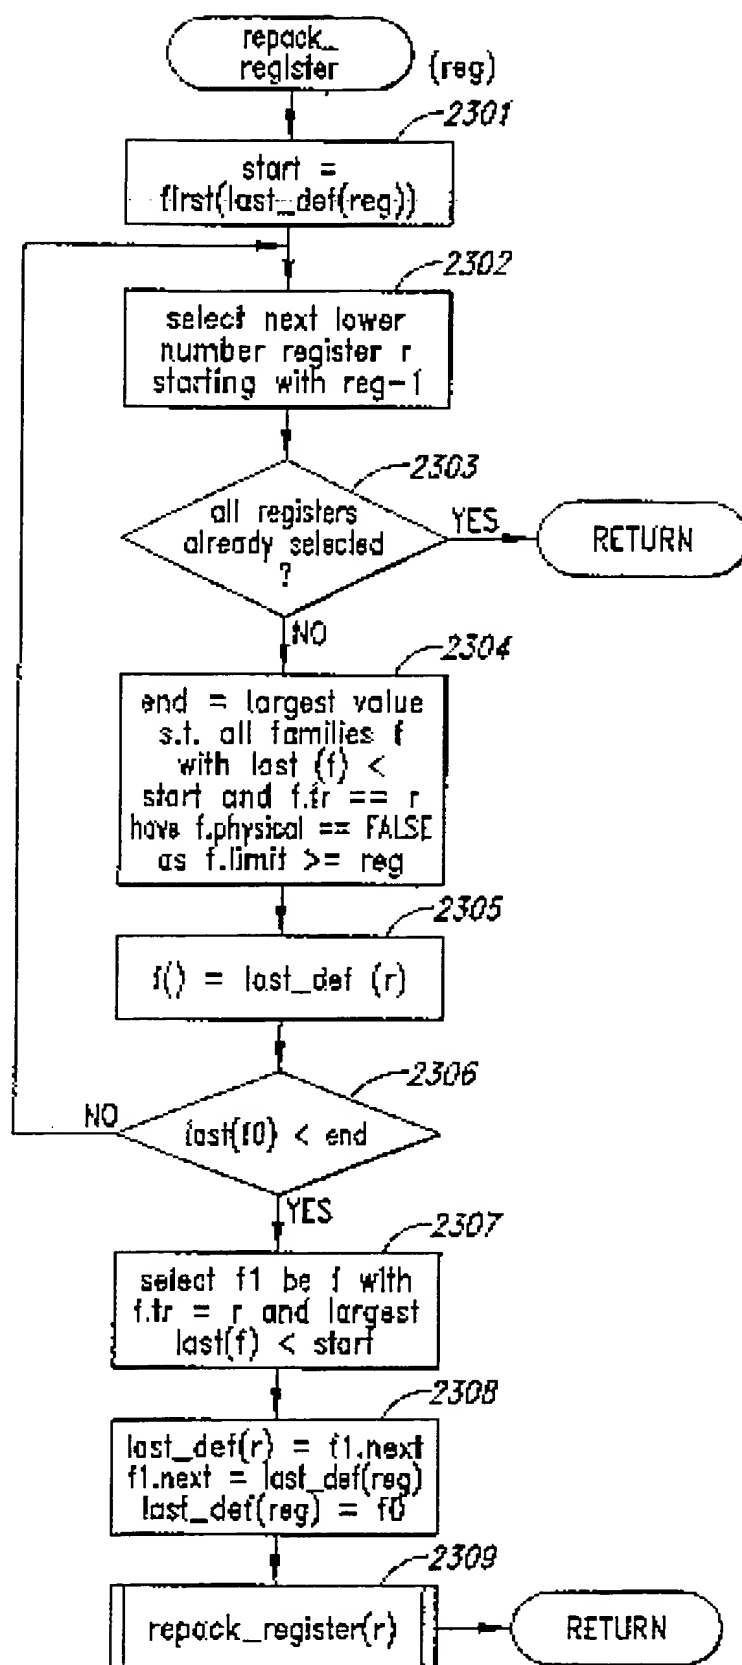 repack_
register
(reg)
2301
start =
first(last_def(reg))
2302
select next lower
number register r
starting with reg-1
2303
all registers
already selected
?
YES
RETURN
NO
2304
end = largest value
s.t. all families f
with last (f) <
start and f.fr == r
have f.physical == FALSE
as f.limit >= reg
2305
f() = last_def (r)
2306
last(f0) < end
NO
YES
2307
select f1 be f with
f.fr = r and largest
last(f) < start
2308
last_def(r) = f1.next
f1.next = last_def(reg)
last_def(reg) = f0
2309
repack_register(r)
RETURN